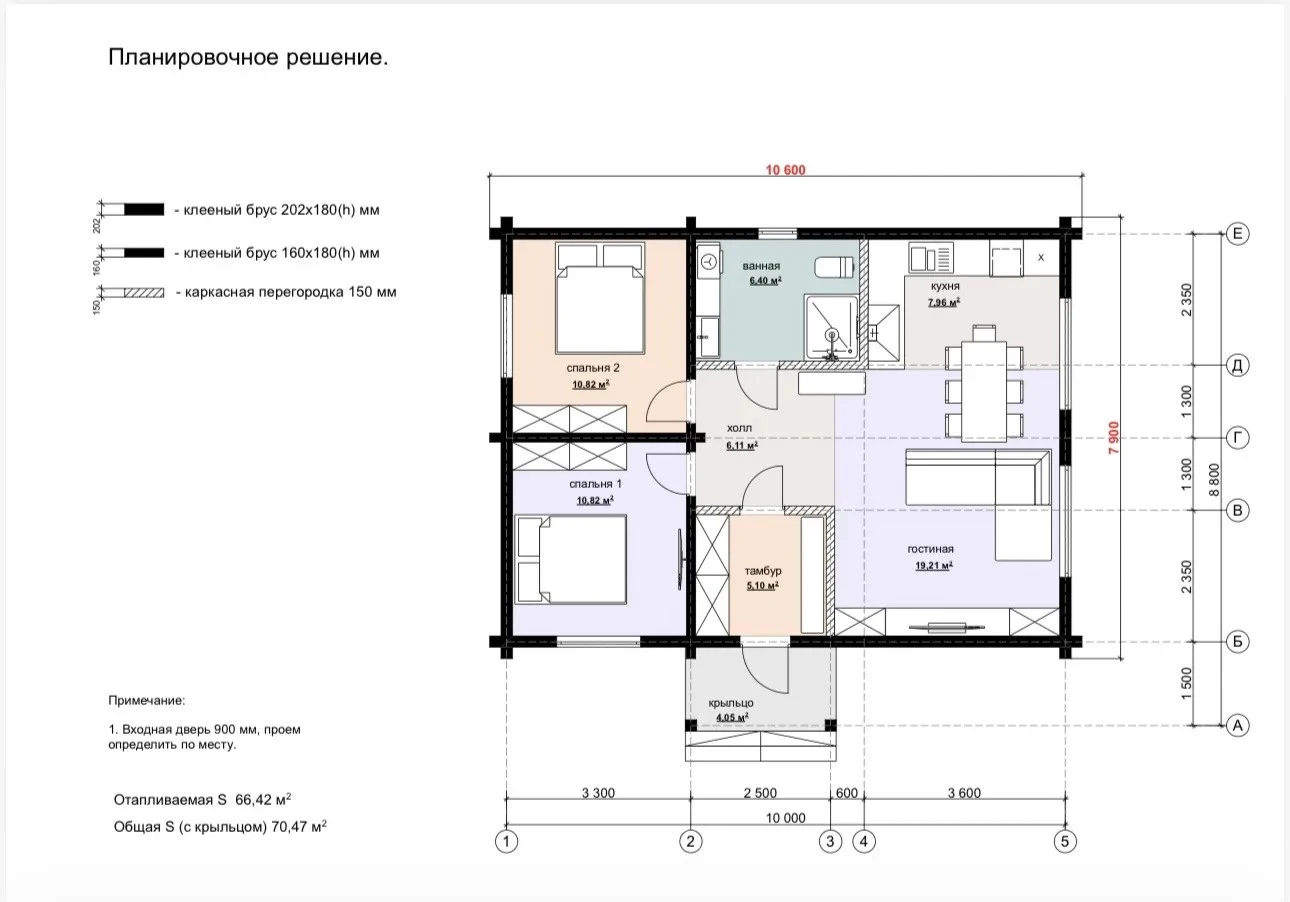 Планировочное решение.
202
- клееный брус 202х180(h) мм
160
- клееный брус 160х180(h) мм
150
- каркасная перегородка 150 мм
10 600
Е
ванная
6,40 м²
кухня
7,96 м²
х
2 350
спальня 2
10,82 м²
Д
1 300
холл
6,11 м²
7 900
Г
спальня 1
10,82 м²
1 300
8 800
В
гостиная
19,21 м²
тамбур
5,10 м²
2 350
Б
крыльцо
4,05 м²
1 500
А
Примечание:
1. Входная дверь 900 мм, проем
определить по месту.
Отапливаемая S 66,42 м²
Общая S (с крыльцом) 70,47 м²
3 300
2 500
600
3 600
10 000
1
2
3
4
5